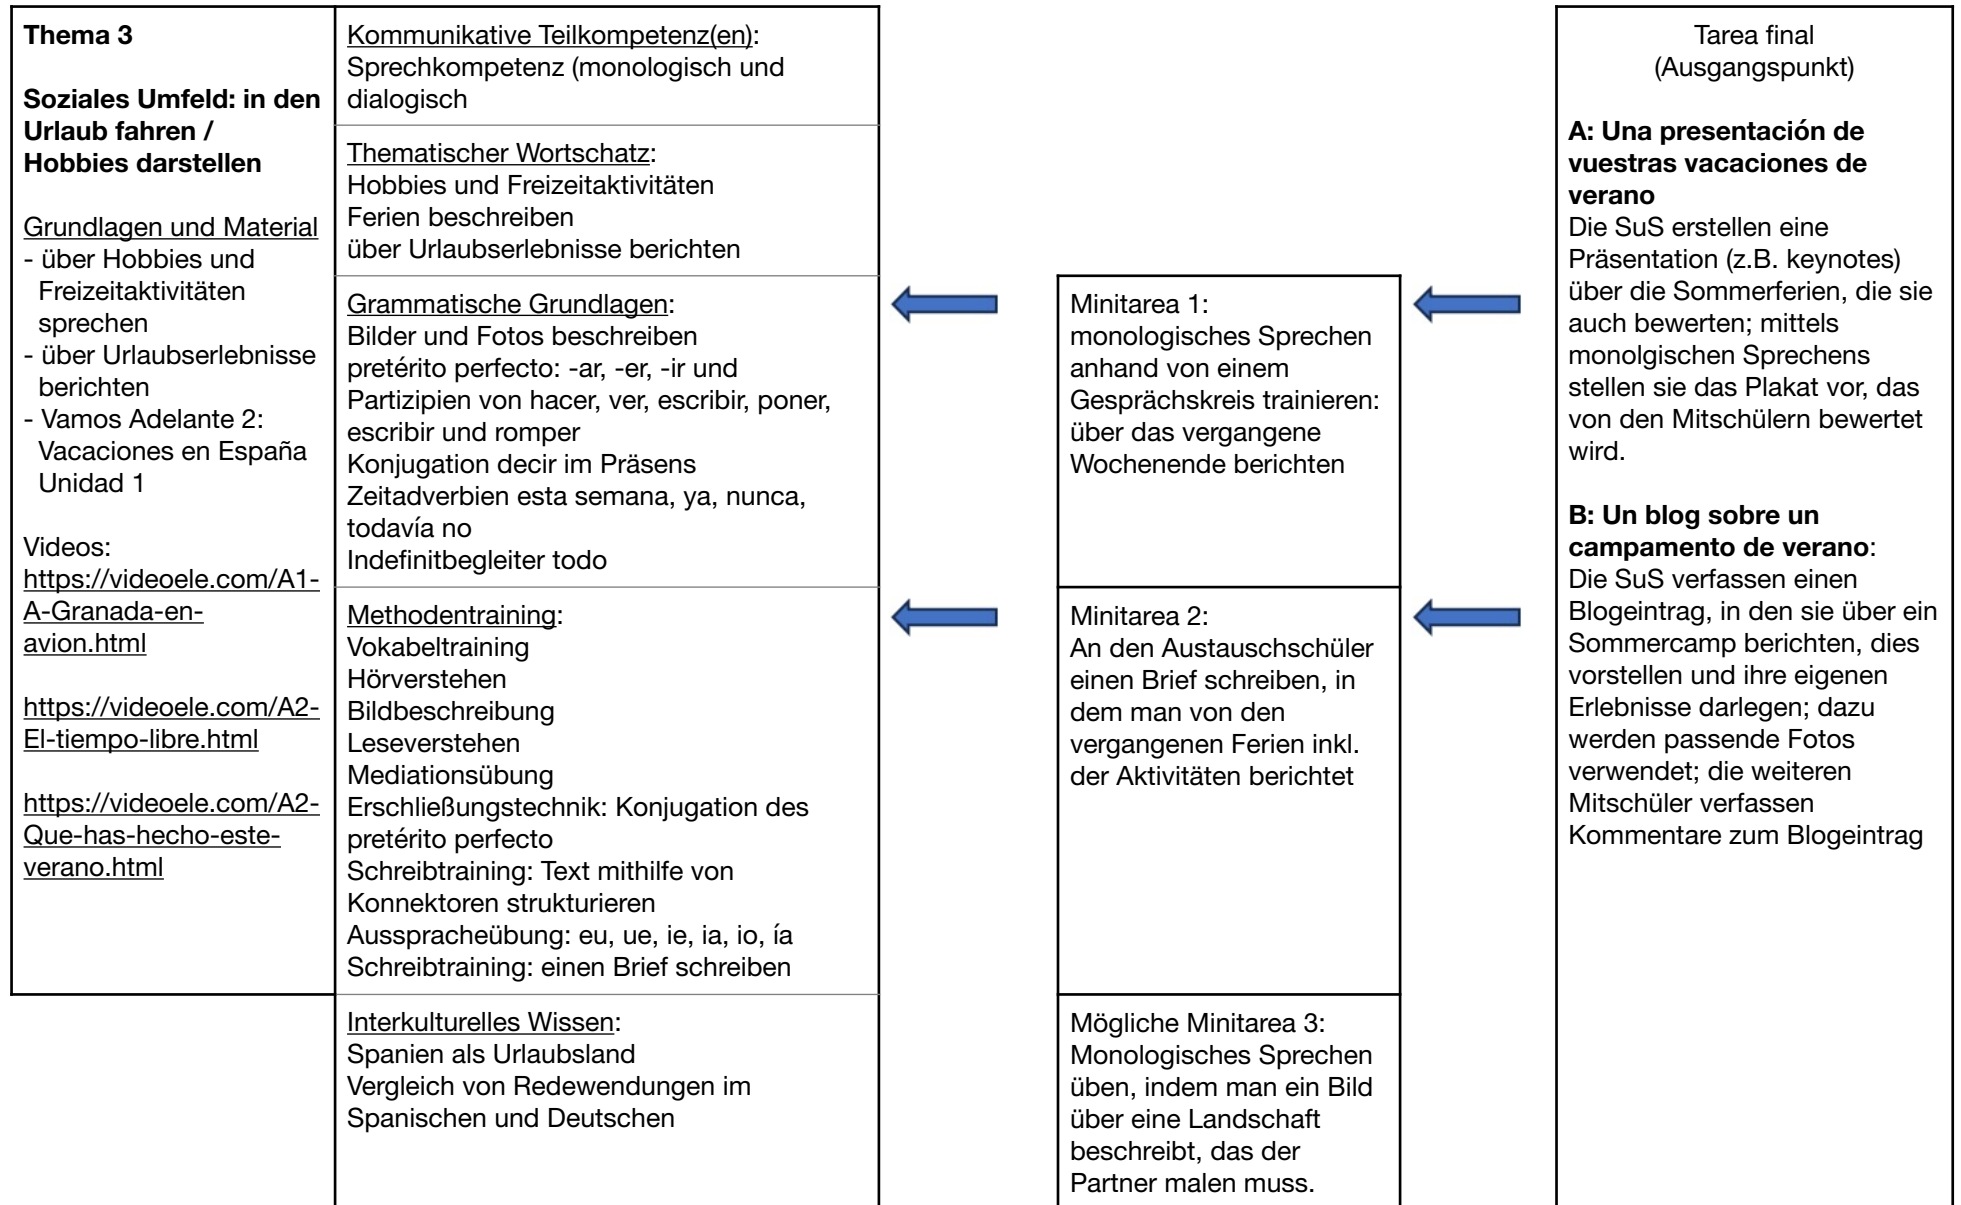 Thema 3
Soziales Umfeld: in den
Urlaub fahren /
Hobbies darstellen
Grundlagen und Material
- über Hobbies und
Freizeitaktivitäten
sprechen
- über Urlaubserlebnisse
berichten
- Vamos Adelante 2:
Vacaciones en España
Unidad 1
Videos:
https://videoele.com/A1-
A-Granada-en-
avion.html
https://videoele.com/A2-
El-tiempo-libre.html
https://videoele.com/A2-
Que-has-hecho-este-
verano.html
Kommunikative Teilkompetenz(en):
Sprechkompetenz (monologisch und
dialogisch
Thematischer Wortschatz:
Hobbies und Freizeitaktivitäten
Ferien beschreiben
über Urlaubserlebnisse berichten
Grammatische Grundlagen:
Bilder und Fotos beschreiben
pretérito perfecto: -ar, -er, -ir und
Partizipien von hacer, ver, escribir, poner,
escribir und romper
Konjugation decir im Präsens
Zeitadverbien esta semana, ya, nunca,
todavía no
Indefinitbegleiter todo
Methodentraining:
Vokabeltraining
Hörverstehen
Bildbeschreibung
Leseverstehen
Mediationsübung
Erschließungstechnik: Konjugation des
pretérito perfecto
Schreibtraining: Text mithilfe von
Konnektoren strukturieren
Ausspracheübung: eu, ue, ie, ia, io, ía
Schreibtraining: einen Brief schreiben
Interkulturelles Wissen:
Spanien als Urlaubsland
Vergleich von Redewendungen im
Spanischen und Deutschen
Minitarea 1:
monologisches Sprechen
anhand von einem
Gesprächskreis trainieren:
über das vergangene
Wochenende berichten
Minitarea 2:
An den Austauschschüler
einen Brief schreiben, in
dem man von den
vergangenen Ferien inkl.
der Aktivitäten berichtet
Mögliche Minitarea 3:
Monologisches Sprechen
üben, indem man ein Bild
über eine Landschaft
beschreibt, das der
Partner malen muss.
Tarea final
(Ausgangspunkt)
A: Una presentación de
vuestras vacaciones de
verano
Die SuS erstellen eine
Präsentation (z.B. keynotes)
über die Sommerferien, die sie
auch bewerten; mittels
monolgischen Sprechens
stellen sie das Plakat vor, das
von den Mitschülern bewertet
wird.
B: Un blog sobre un
campamento de verano:
Die SuS verfassen einen
Blogeintrag, in den sie über ein
Sommercamp berichten, dies
vorstellen und ihre eigenen
Erlebnisse darlegen; dazu
werden passende Fotos
verwendet; die weiteren
Mitschüler verfassen
Kommentare zum Blogeintrag